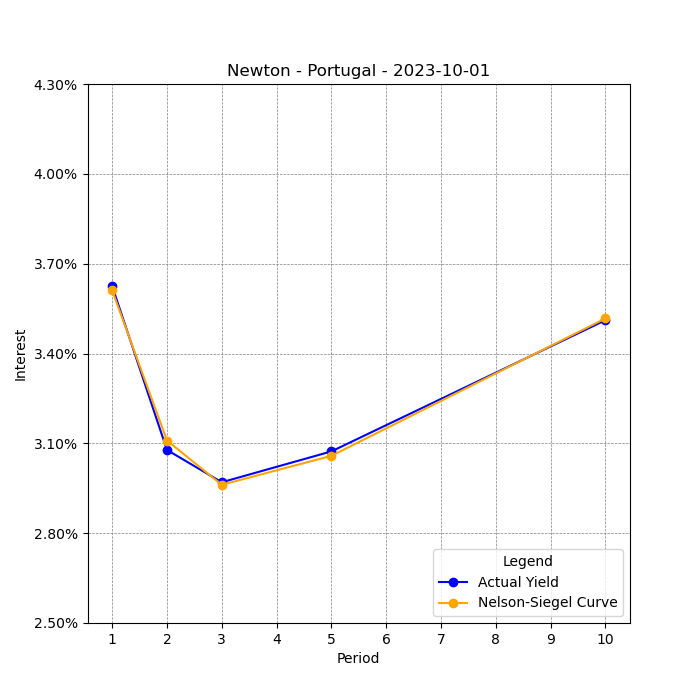 Newton - Portugal - 2023-10-01
4.30%
4.00%
3.70%
3.40%
3.10%
2.80%
2.50%
Interest
1 2 3 4 5 6 7 8 9 10
Period
Legend
Actual Yield
Nelson-Siegel Curve